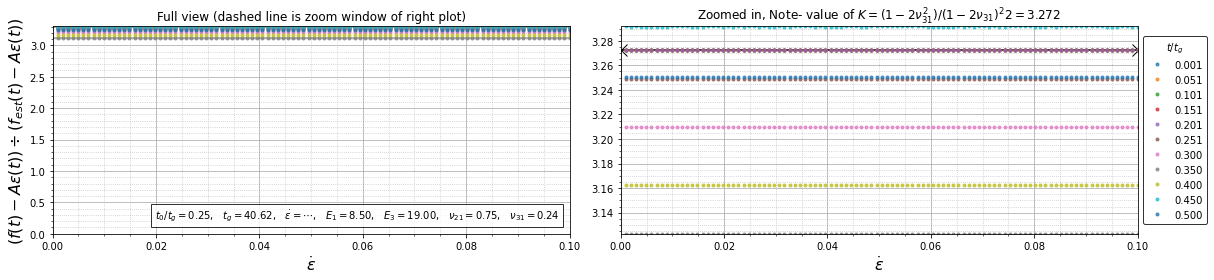 Full view (dashed line is zoom window of right plot)
(f(t) − Aε(t)) ÷ (f_est(t) − Aε(t))
3.0
2.5
2.0
1.5
1.0
0.5
0.0
t₀/t_g = 0.25, t_g = 40.62, ε̇ = ⋯, E₁ = 8.50, E₃ = 19.00, ν₂₁ = 0.75, ν₃₁ = 0.24
0.00 0.02 0.04 0.06 0.08 0.10
ε̇
Zoomed in, Note- value of K = (1 − 2ν₃₁²)/(1 − 2ν₃₁)²2 = 3.272
3.28
3.26
3.24
3.22
3.20
3.18
3.16
3.14
0.00 0.02 0.04 0.06 0.08 0.10
ε̇
t/t_g
0.001
0.051
0.101
0.151
0.201
0.251
0.300
0.350
0.400
0.450
0.500